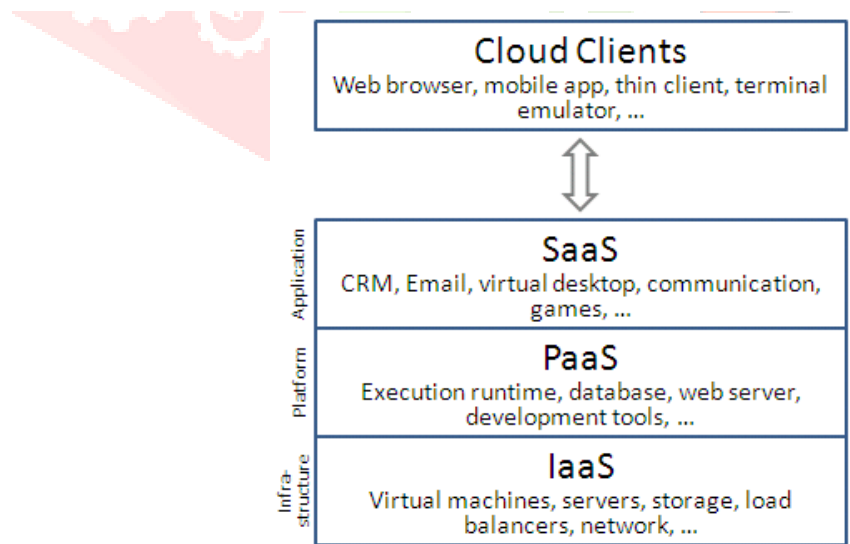 Cloud Clients
Web browser, mobile app, thin client, terminal
emulator, ...
Application
SaaS
CRM, Email, virtual desktop, communication,
games, ...
Platform
PaaS
Execution runtime, database, web server,
development tools, ...
Infra-
structure
IaaS
Virtual machines, servers, storage, load
balancers, network, ...